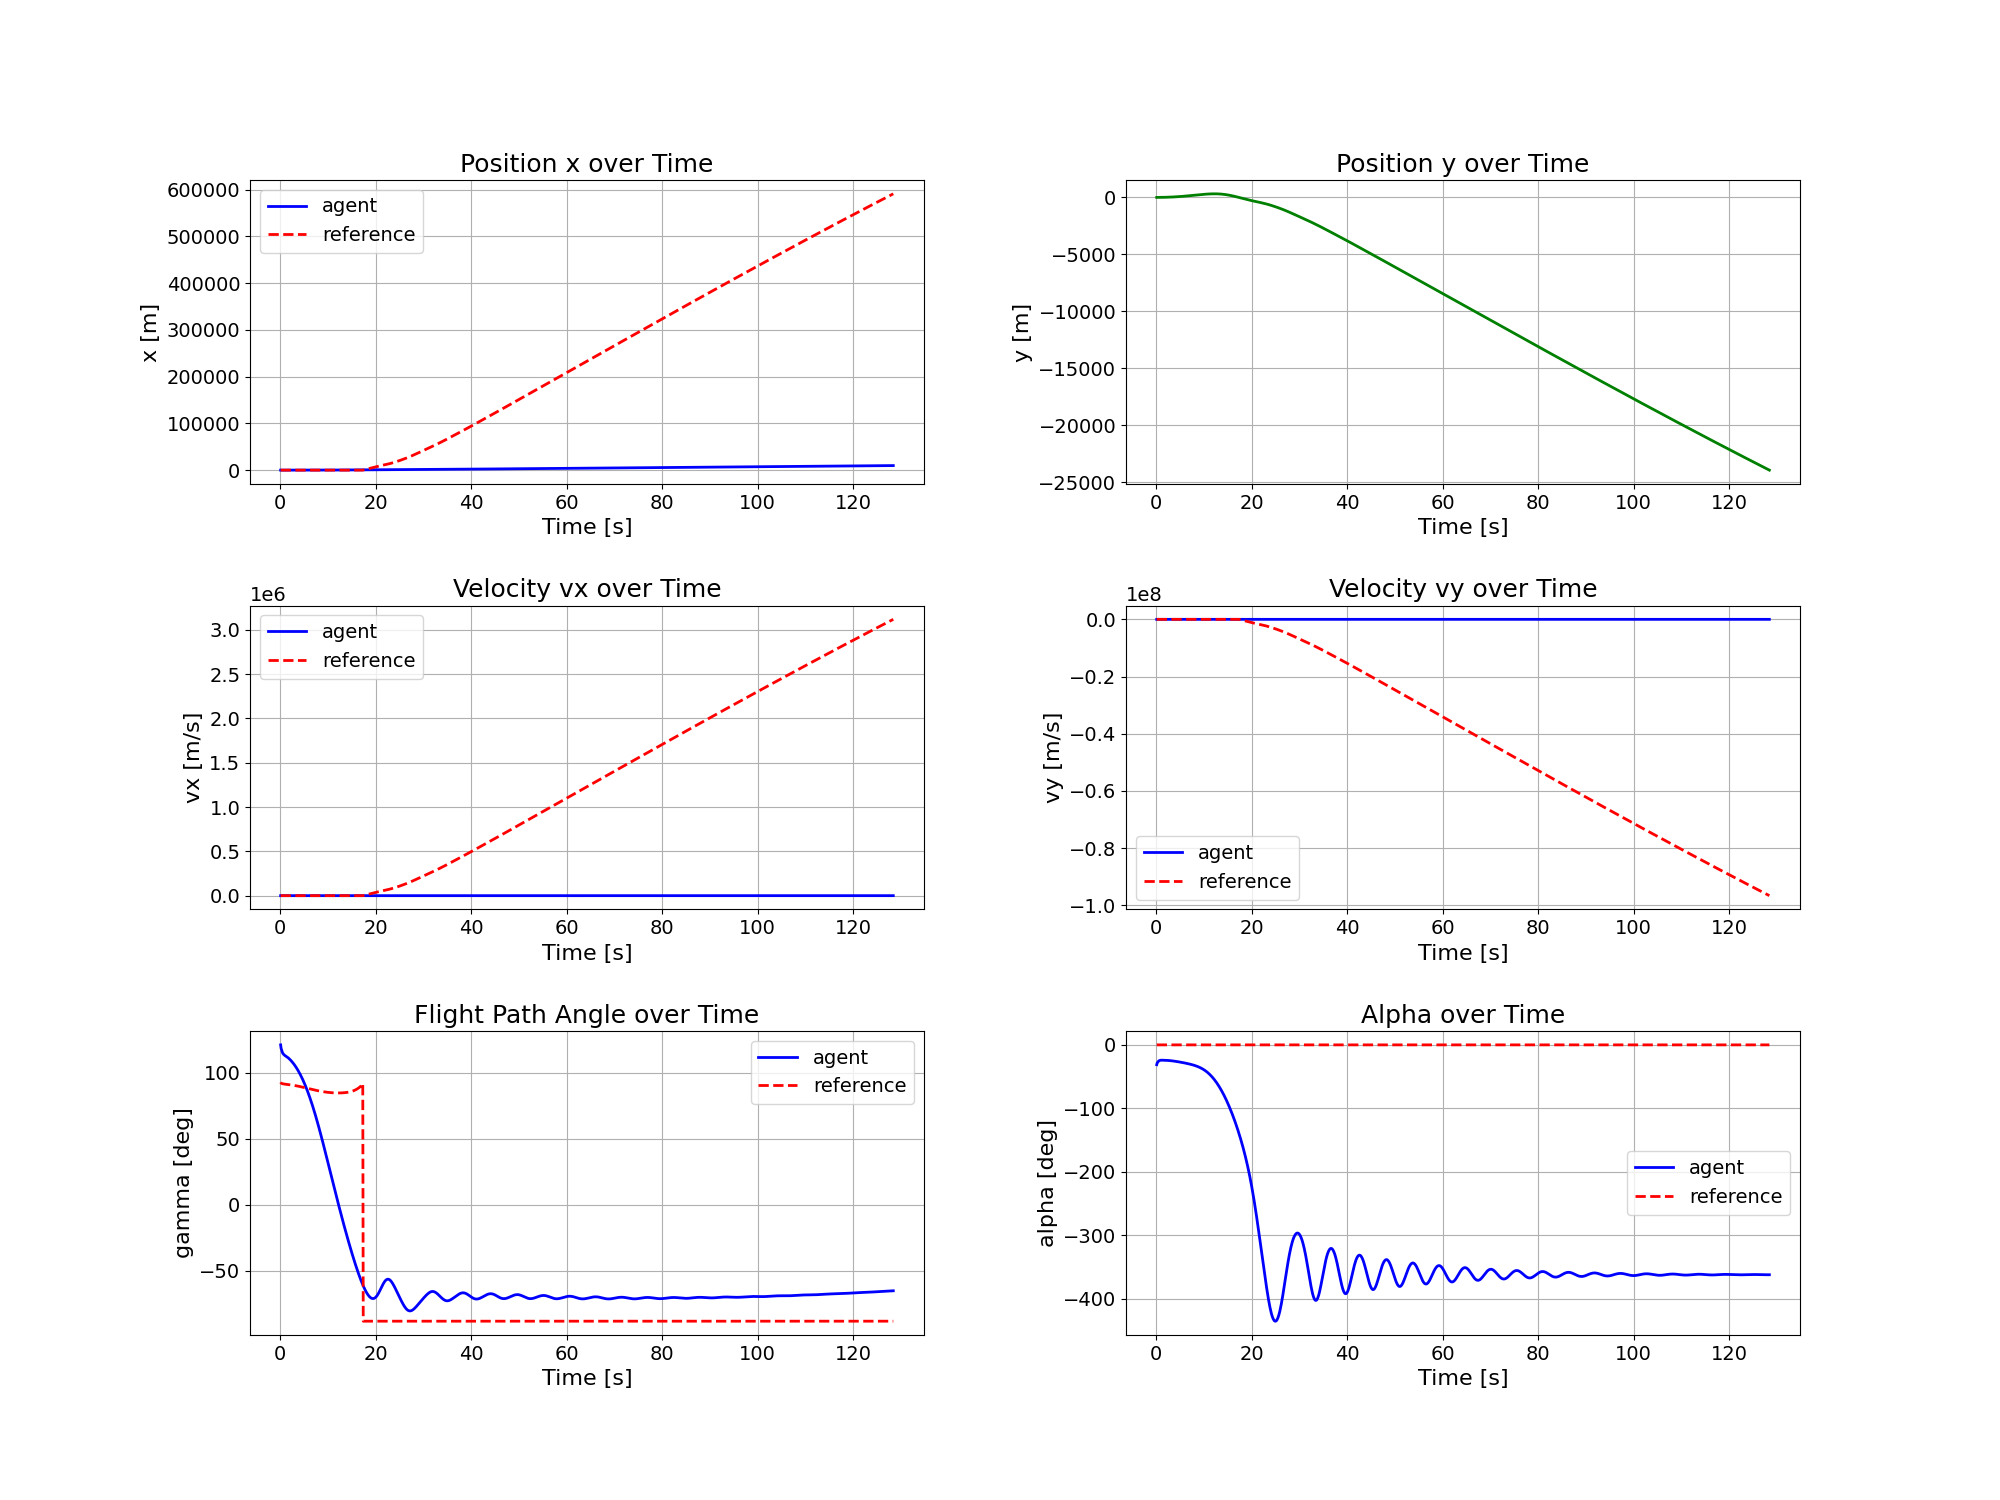 Position x over Time
600000
500000
400000
300000
200000
100000
0
x [m]
agent
reference
0 20 40 60 80 100 120
Time [s]
Position y over Time
0
−5000
−10000
−15000
−20000
−25000
y [m]
0 20 40 60 80 100 120
Time [s]
Velocity vx over Time
1e6
3.0
2.5
2.0
1.5
1.0
0.5
0.0
vx [m/s]
agent
reference
0 20 40 60 80 100 120
Time [s]
Velocity vy over Time
1e8
0.0
−0.2
−0.4
−0.6
−0.8
−1.0
vy [m/s]
agent
reference
0 20 40 60 80 100 120
Time [s]
Flight Path Angle over Time
100
50
0
−50
gamma [deg]
agent
reference
0 20 40 60 80 100 120
Time [s]
Alpha over Time
0
−100
−200
−300
−400
alpha [deg]
agent
reference
0 20 40 60 80 100 120
Time [s]